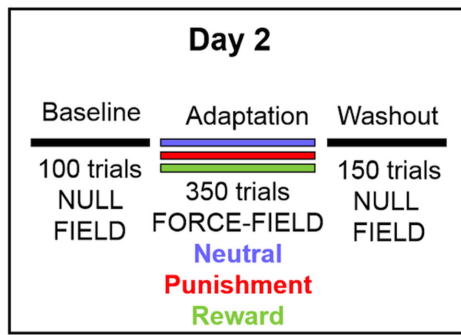 Day 2
Baseline
Adaptation
Washout
100 trials
NULL
FIELD
350 trials
FORCE-FIELD
Neutral
Punishment
Reward
150 trials
NULL
FIELD